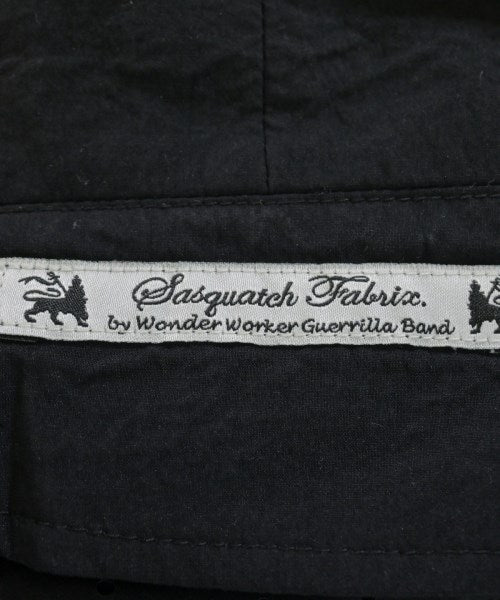 Sasquatch Fabrix.
by Wonder Worker Guerrilla Band